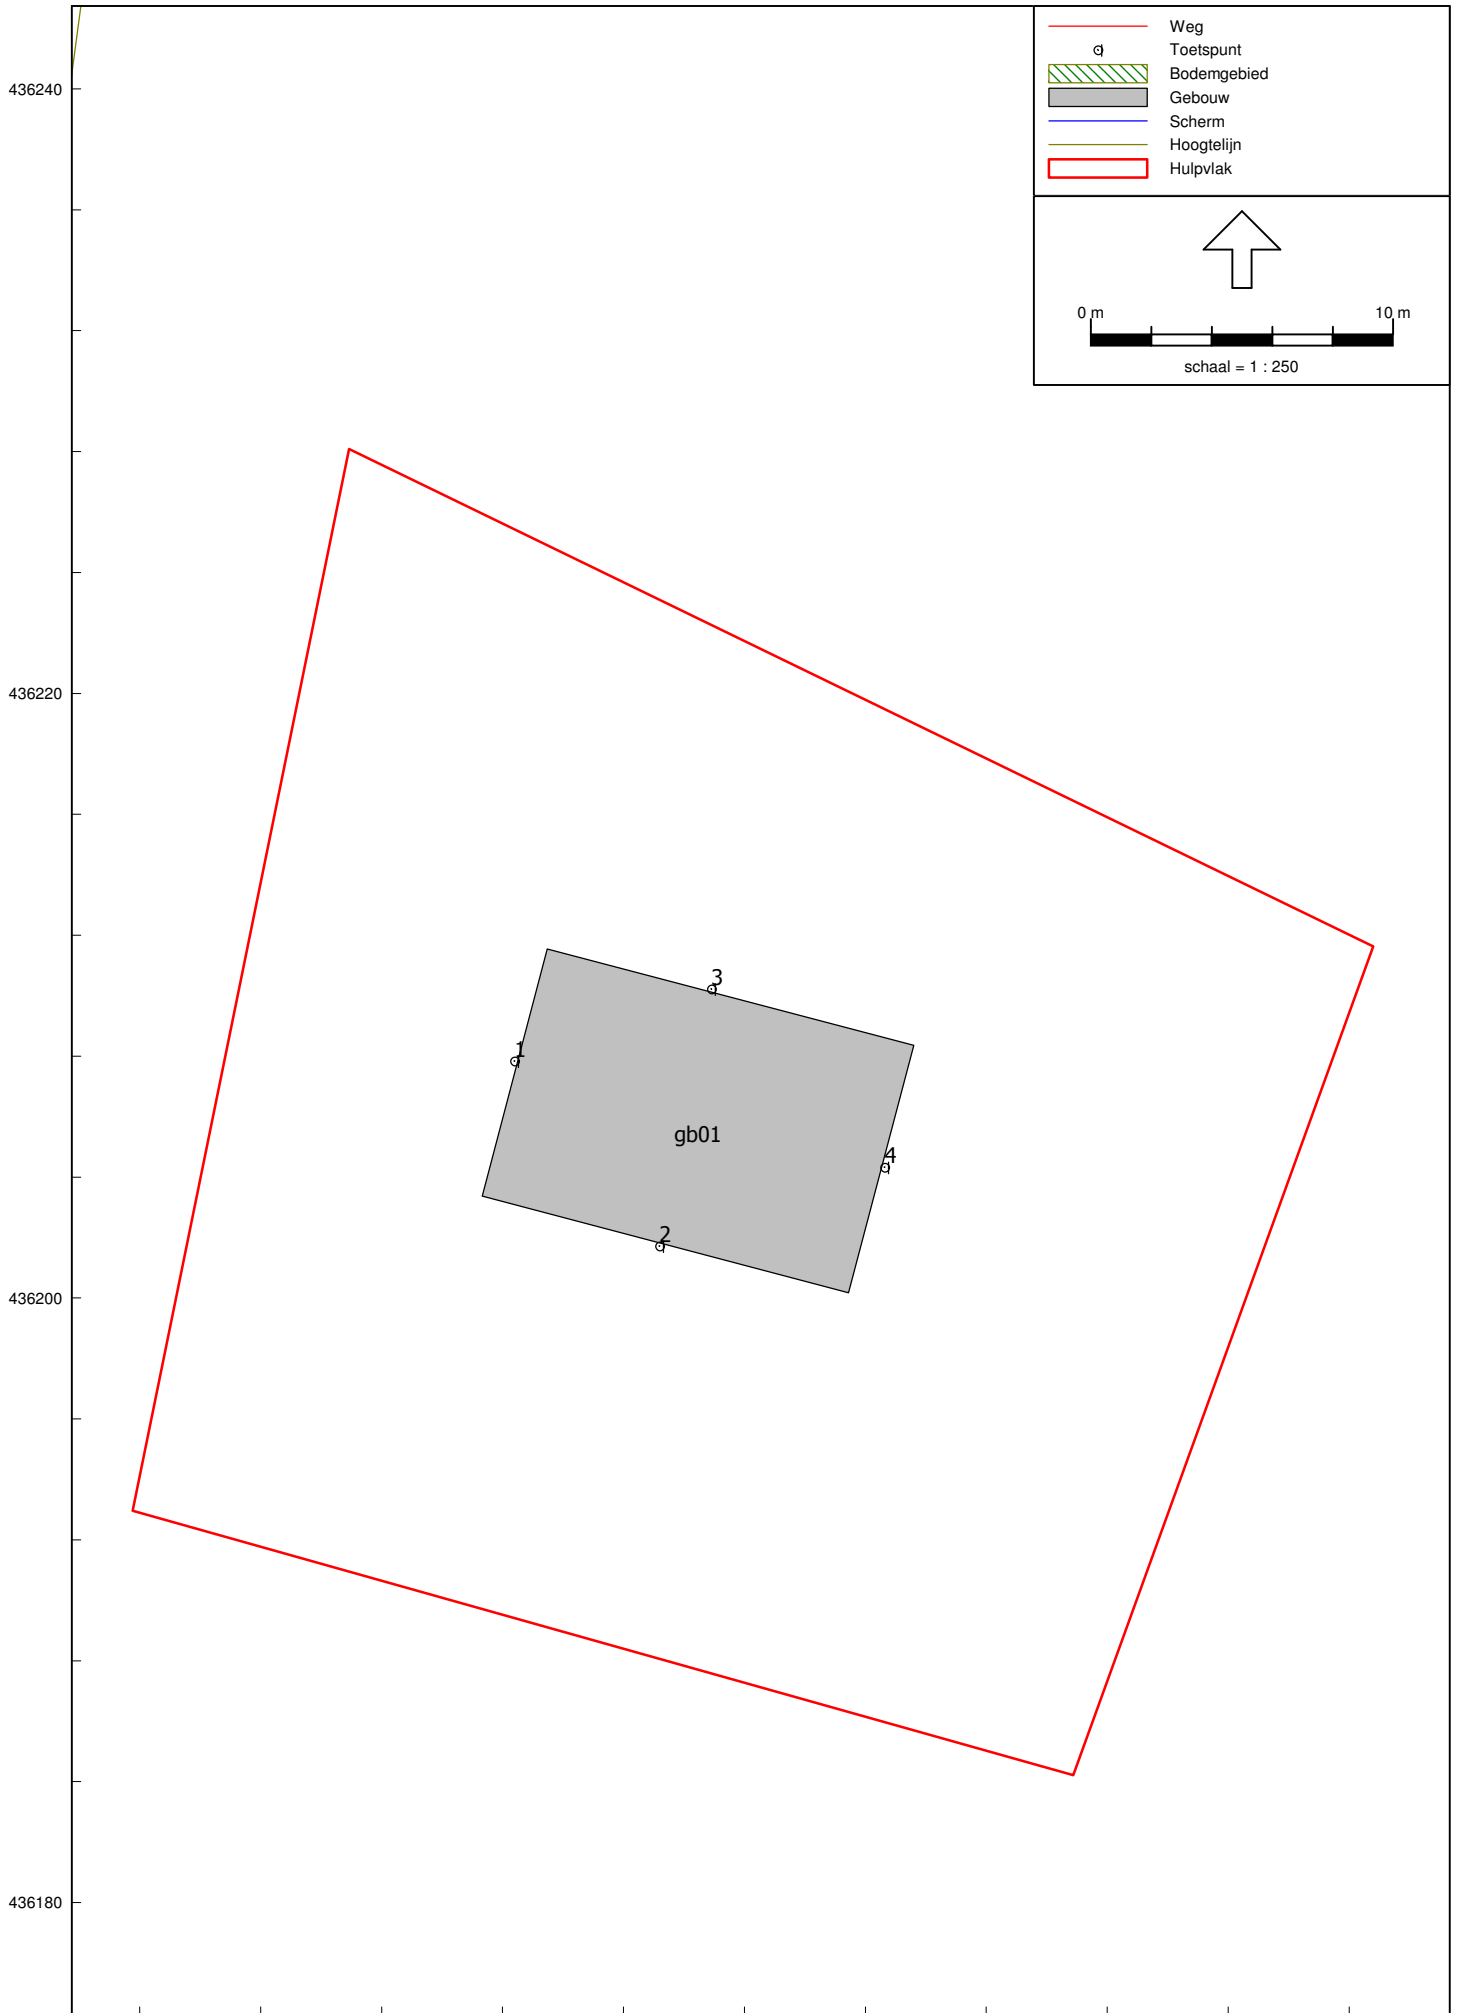 Weg
Toetspunt
Bodemgebied
Gebouw
Scherm
Hoogtelijn
Hulpvlak
0 m 10 m
schaal = 1 : 250
436240
436220
3
1
gb01
4
2
436200
436180